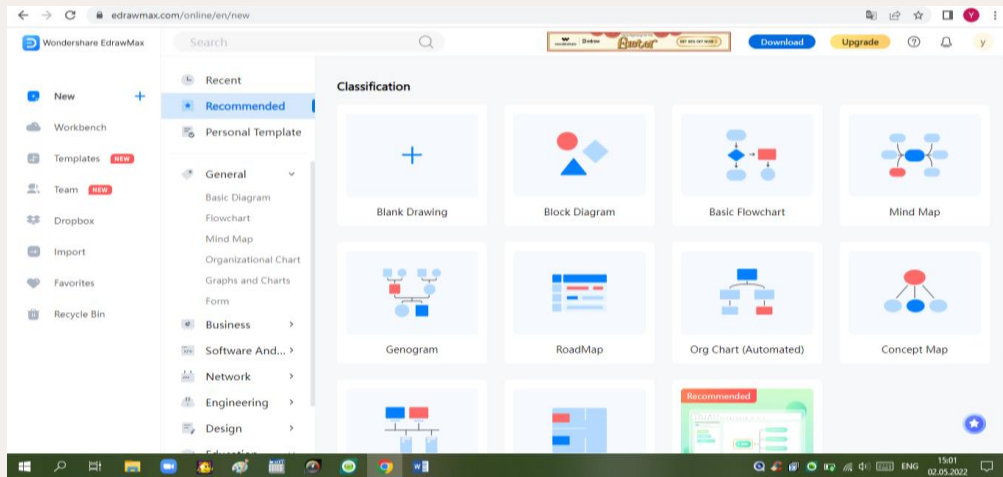 edrawmax.com/online/en/new
Wondershare EdrawMax
Search
Download
Upgrade
y
Y
New
Workbench
Templates NEW
Team NEW
Dropbox
Import
Favorites
Recycle Bin
Recent
Recommended
Personal Template
General
Basic Diagram
Flowchart
Mind Map
Organizational Chart
Graphs and Charts
Form
Business
Software And...
Network
Engineering
Design
Classification
Blank Drawing
Block Diagram
Basic Flowchart
Mind Map
Genogram
RoadMap
Org Chart (Automated)
Concept Map
Recommended
ENG
15:01
02.05.2022